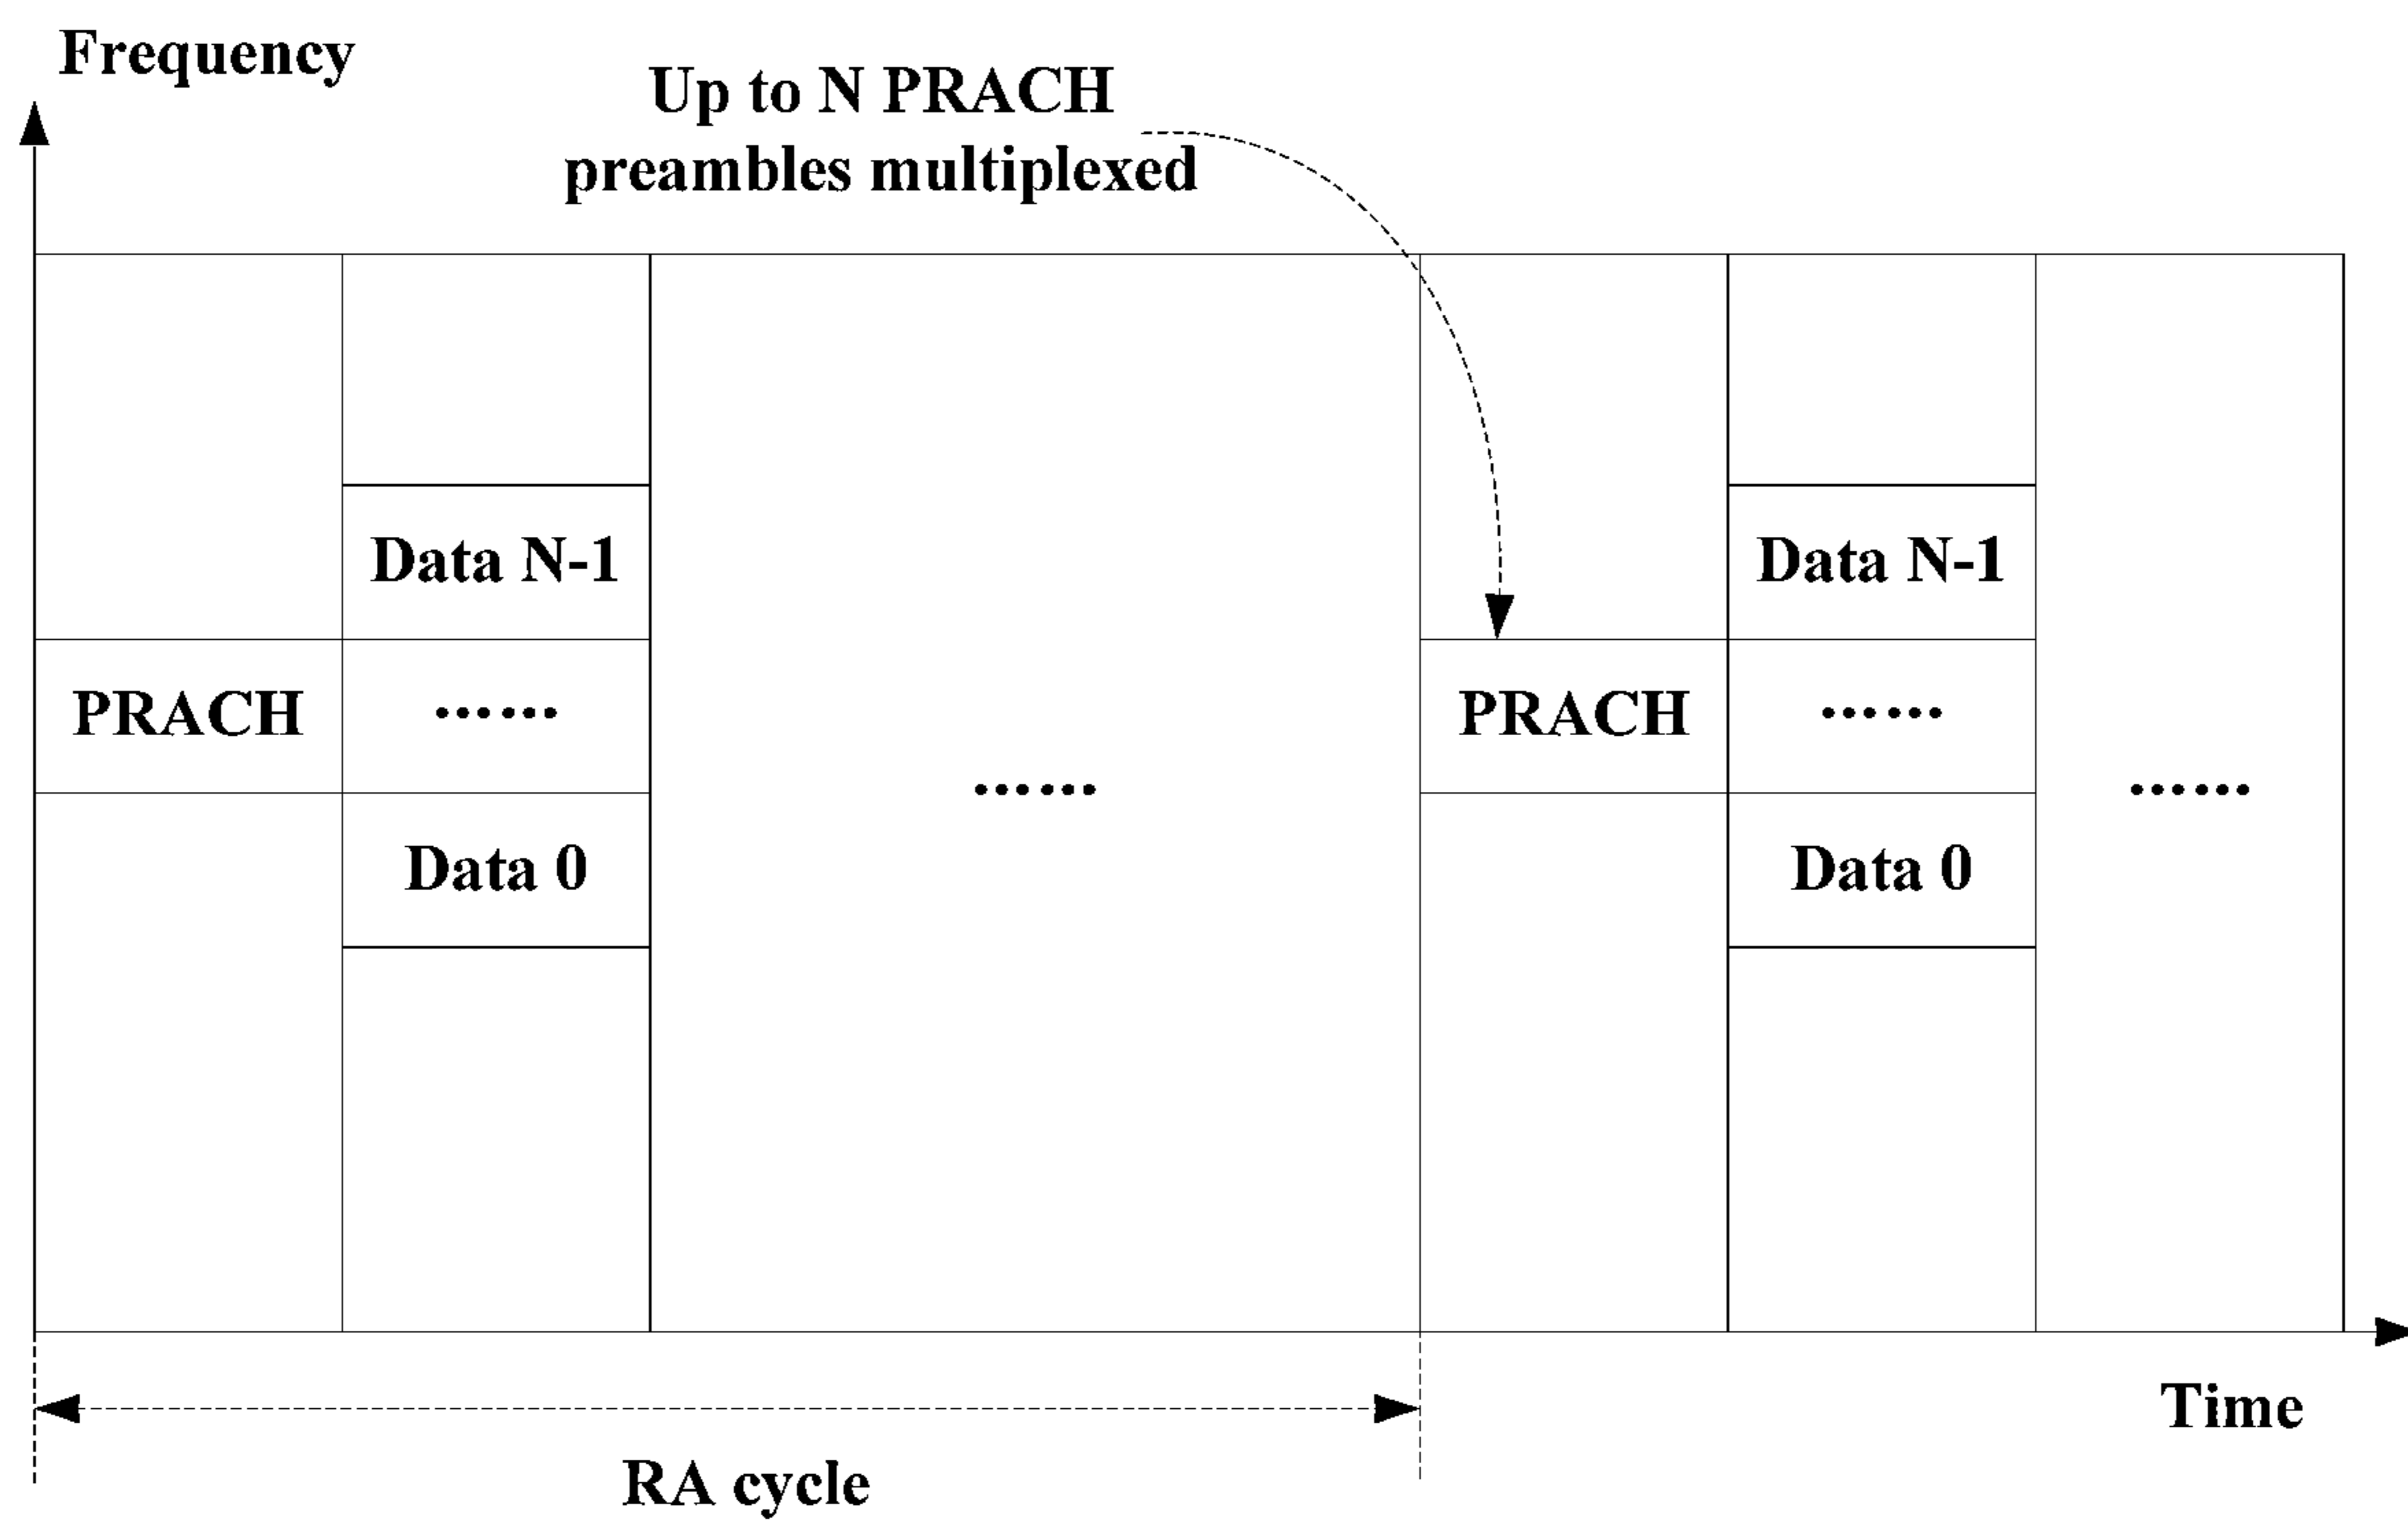 Frequency
Up to N PRACH
preambles multiplexed
Data N-1
Data N-1
PRACH
......
PRACH
......
......
......
Data 0
Data 0
Time
RA cycle